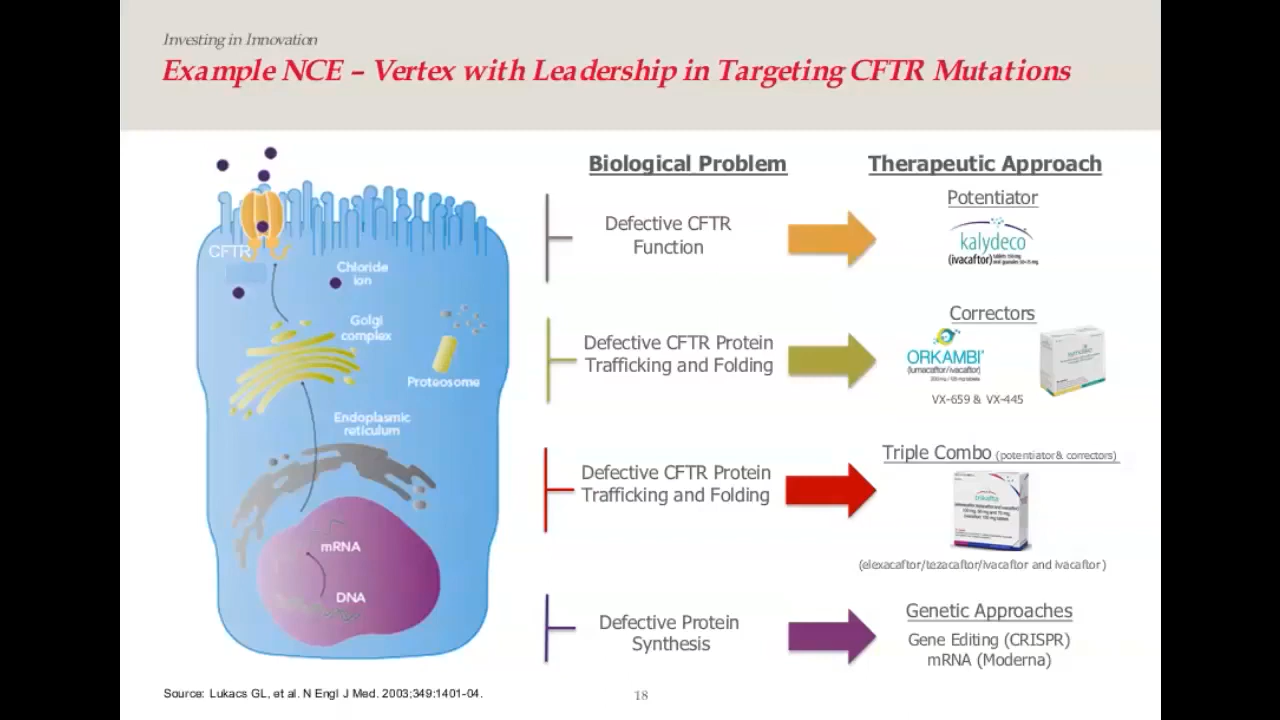 Investing in Innovation
Example NCE – Vertex with Leadership in Targeting CFTR Mutations
Biological Problem
Therapeutic Approach
CFTR
Chloride
ion
Golgi
complex
Proteosome
Endoplasmic
reticulum
mRNA
DNA
Defective CFTR
Function
Potentiator
kalydeco
(ivacaftor)
Defective CFTR Protein
Trafficking and Folding
Correctors
ORKAMBI
(lumacaftor/ivacaftor)
VX-659 & VX-445
Defective CFTR Protein
Trafficking and Folding
Triple Combo (potentiator & correctors)
trikafta
(elexacaftor/tezacaftor/ivacaftor and ivacaftor)
Defective Protein
Synthesis
Genetic Approaches
Gene Editing (CRISPR)
mRNA (Moderna)
Source: Lukacs GL, et al. N Engl J Med. 2003;349:1401-04.
18